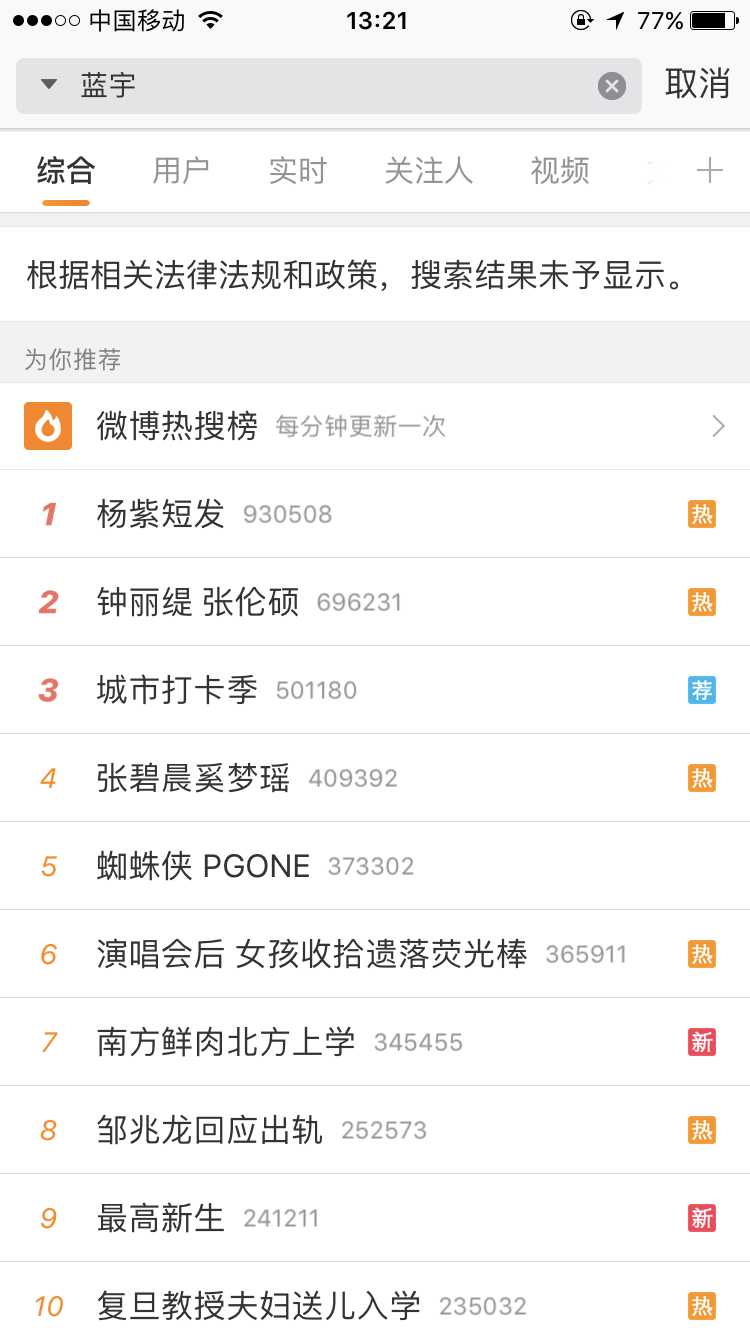 中国移动 13:21 77%
蓝宇 取消
综合 用户 实时 关注人 视频
根据相关法律法规和政策，搜索结果未予显示。
为你推荐
微博热搜榜 每分钟更新一次
1 杨紫短发 930508 热
2 钟丽缇 张伦硕 696231 热
3 城市打卡季 501180 荐
4 张碧晨奚梦瑶 409392 热
5 蜘蛛侠 PGONE 373302
6 演唱会后 女孩收拾遗落荧光棒 365911 热
7 南方鲜肉北方上学 345455 新
8 邹兆龙回应出轨 252573 热
9 最高新生 241211 新
10 复旦教授夫妇送儿入学 235032 热